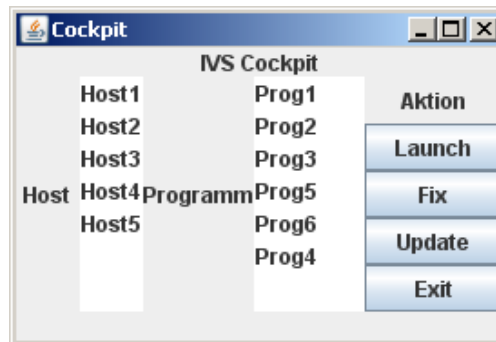 Cockpit
IVS Cockpit
Host
Host1
Host2
Host3
Host4
Host5
Programm
Prog1
Prog2
Prog3
Prog5
Prog6
Prog4
Aktion
Launch
Fix
Update
Exit